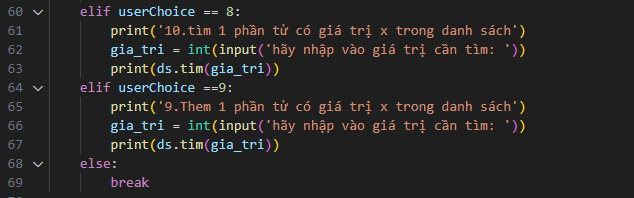 60 elif userChoice == 8:
61 print('10.tìm 1 phần tử có giá trị x trong danh sách')
62 gia_tri = int(input('hãy nhập vào giá trị cần tìm: '))
63 print(ds.tim(gia_tri))
64 elif userChoice ==9:
65 print('9.Them 1 phần tử có giá trị x trong danh sách')
66 gia_tri = int(input('hãy nhập vào giá trị cần tìm: '))
67 print(ds.tim(gia_tri))
68 else:
69 break